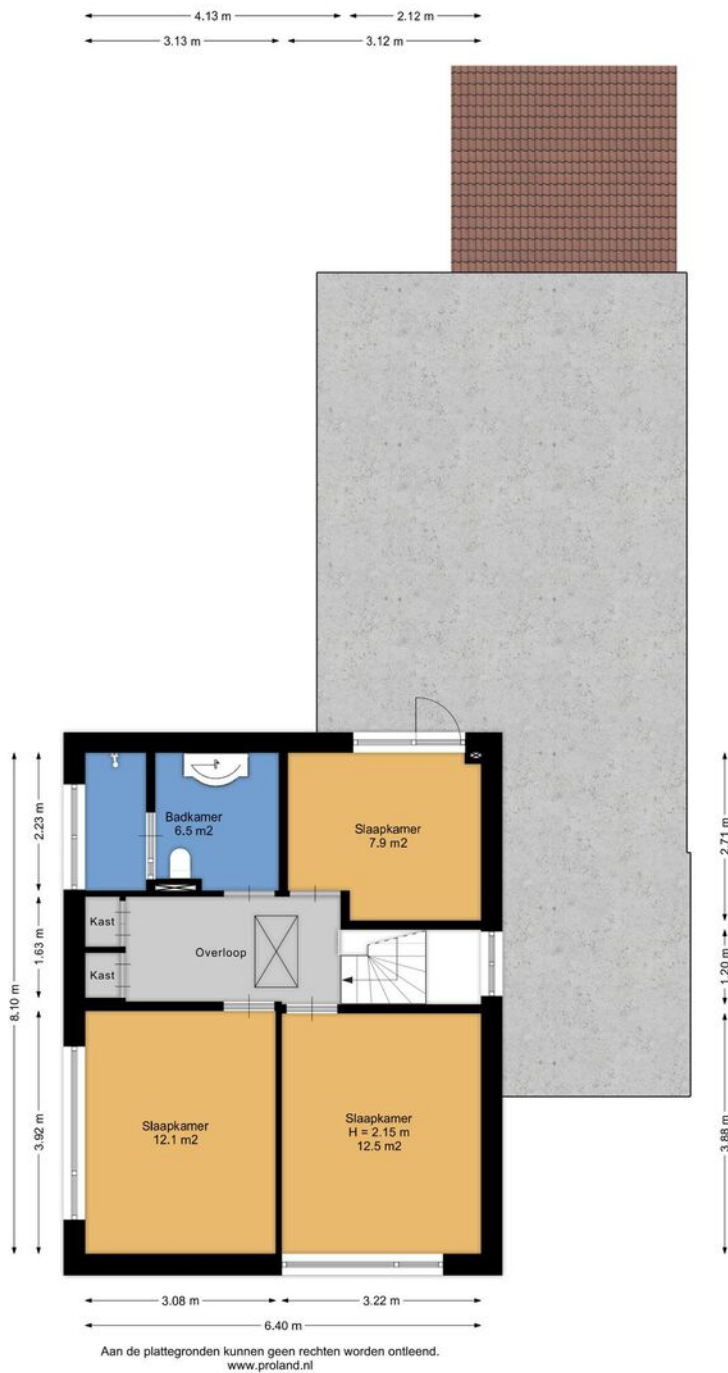 4.13 m
2.12 m
3.13 m
3.12 m
2.23 m
2.71 m
Badkamer
6.5 m2
Slaapkamer
7.9 m2
8.10 m
1.63 m
Kast
Kast
Overloop
1.20 m
3.92 m
Slaapkamer
12.1 m2
Slaapkamer
H = 2.15 m
12.5 m2
3.88 m
3.08 m
3.22 m
6.40 m
Aan de plattegronden kunnen geen rechten worden ontleend.
www.proland.nl